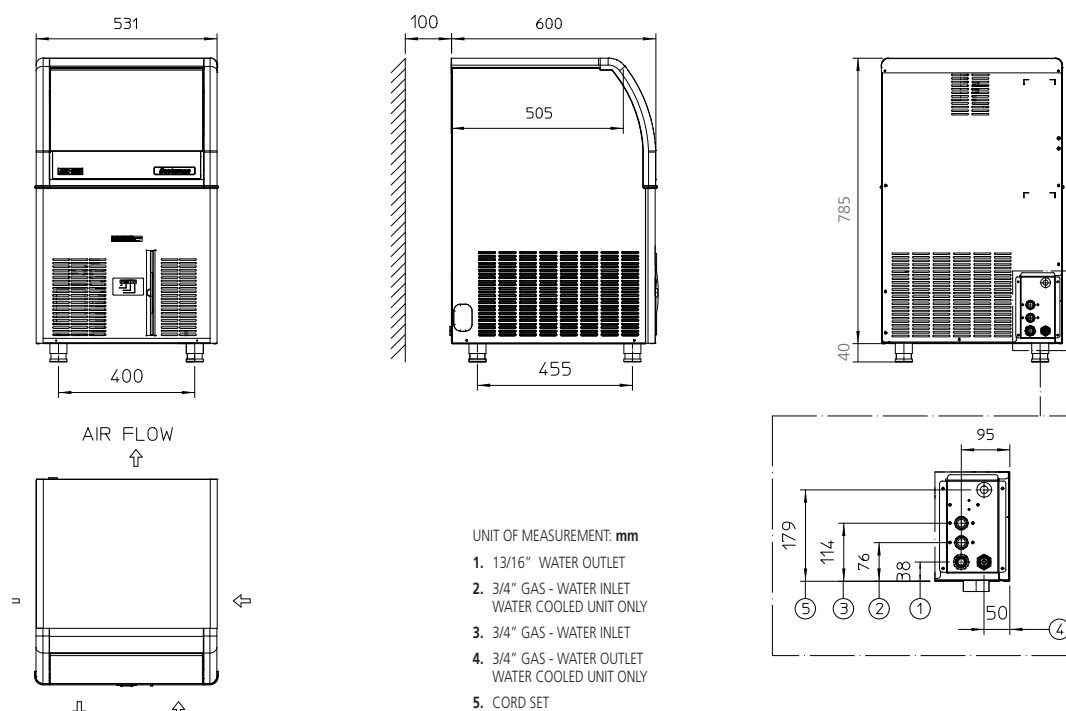 531
100
600
505
785
40
400
455
AIR FLOW
95
179
114
76
38
50
5
3
2
1
4
UNIT OF MEASUREMENT: mm
1. 13/16" WATER OUTLET
2. 3/4" GAS - WATER INLET
WATER COOLED UNIT ONLY
3. 3/4" GAS - WATER INLET
4. 3/4" GAS - WATER OUTLET
WATER COOLED UNIT ONLY
5. CORD SET